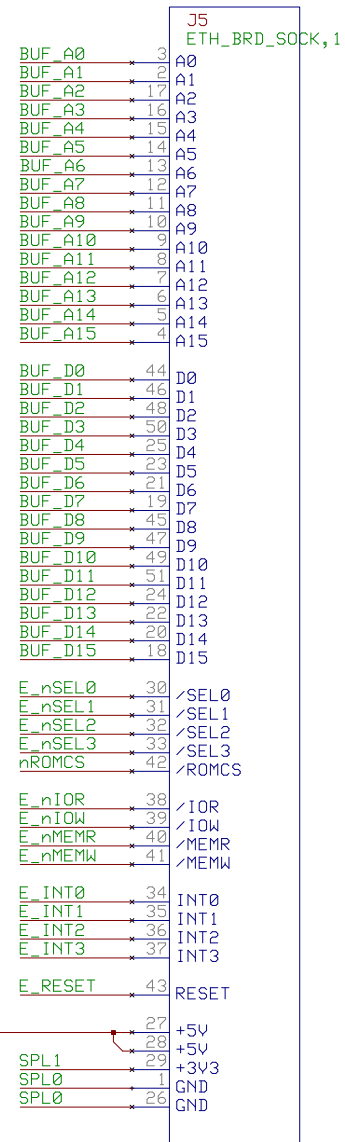 J5
ETH_BRD_SOCK,1
BUF_A0 3 A0
BUF_A1 2 A1
BUF_A2 17 A2
BUF_A3 16 A3
BUF_A4 15 A4
BUF_A5 14 A5
BUF_A6 13 A6
BUF_A7 12 A7
BUF_A8 11 A8
BUF_A9 10 A9
BUF_A10 9 A10
BUF_A11 8 A11
BUF_A12 7 A12
BUF_A13 6 A13
BUF_A14 5 A14
BUF_A15 4 A15
BUF_D0 44 D0
BUF_D1 46 D1
BUF_D2 48 D2
BUF_D3 50 D3
BUF_D4 25 D4
BUF_D5 23 D5
BUF_D6 21 D6
BUF_D7 19 D7
BUF_D8 45 D8
BUF_D9 47 D9
BUF_D10 49 D10
BUF_D11 51 D11
BUF_D12 24 D12
BUF_D13 22 D13
BUF_D14 20 D14
BUF_D15 18 D15
E_nSEL0 30 /SEL0
E_nSEL1 31 /SEL1
E_nSEL2 32 /SEL2
E_nSEL3 33 /SEL3
nROMCS 42 /ROMCS
E_nIOR 38 /IOR
E_nIOW 39 /IOW
E_nMEMR 40 /MEMR
E_nMEMW 41 /MEMW
E_INT0 34 INT0
E_INT1 35 INT1
E_INT2 36 INT2
E_INT3 37 INT3
E_RESET 43 RESET
27 +5V
28 +5V
SPL1 29 +3V3
SPL0 1 GND
SPL0 26 GND